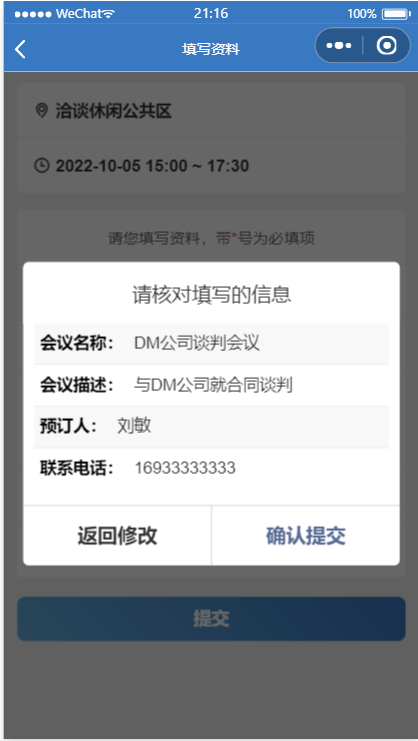 ●●●●● WeChat 21:16 100%
填写资料
洽谈休闲公共区
2022-10-05 15:00 ~ 17:30
请您填写资料，带*号为必填项
请核对填写的信息
会议名称： DM公司谈判会议
会议描述： 与DM公司就合同谈判
预订人： 刘敏
联系电话： 16933333333
返回修改 确认提交
提交